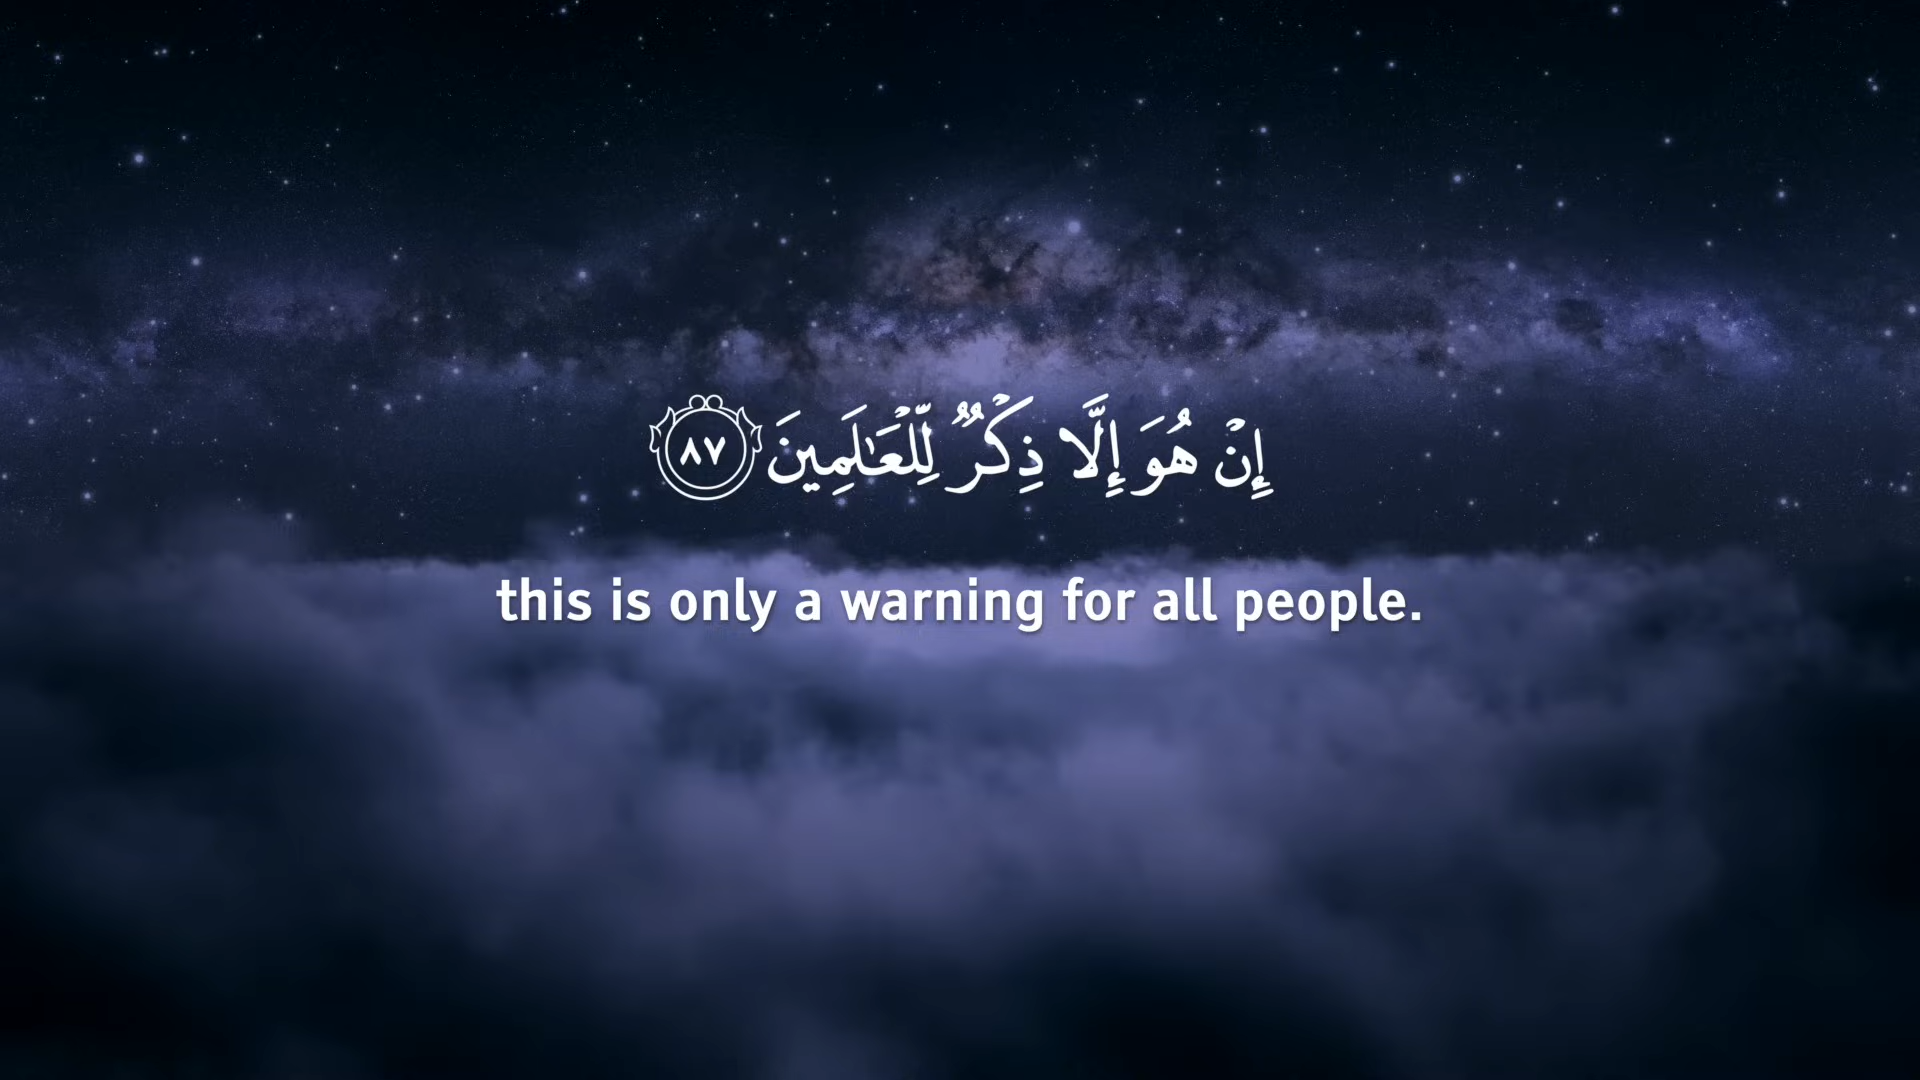 إِنْ هُوَ إِلَّا ذِكْرٌ لِّلْعَٰلَمِينَ ٨٧
this is only a warning for all people.